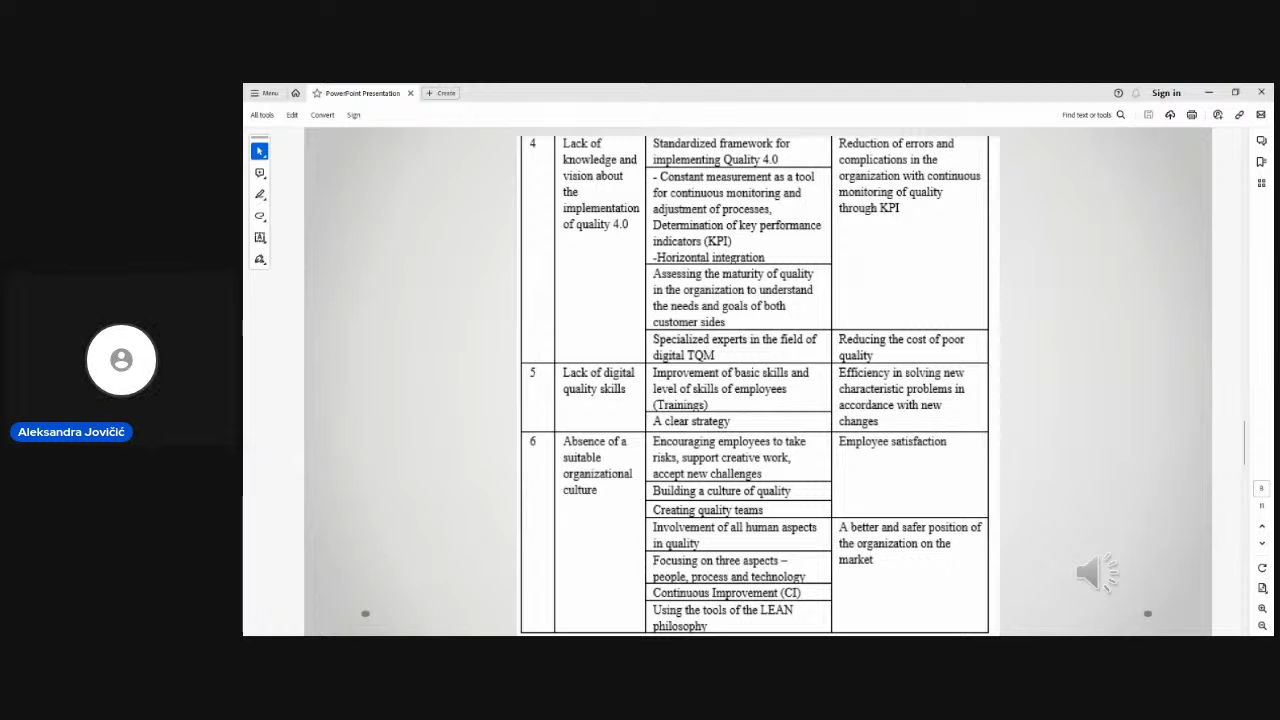 Menu
PowerPoint Presentation
Create
Sign in
All tools
Edit
Convert
Sign
Find text or tools
4
Lack of
knowledge and
vision about
the
implementation
of quality 4.0
Standardized framework for
implementing Quality 4.0
- Constant measurement as a tool
for continuous monitoring and
adjustment of processes,
Determination of key performance
indicators (KPI)
-Horizontal integration
Assessing the maturity of quality
in the organization to understand
the needs and goals of both
customer sides
Specialized experts in the field of
digital TQM
Reduction of errors and
complications in the
organization with continuous
monitoring of quality
through KPI
Reducing the cost of poor
quality
5
Lack of digital
quality skills
Improvement of basic skills and
level of skills of employees
(Trainings)
A clear strategy
Efficiency in solving new
characteristic problems in
accordance with new
changes
6
Absence of a
suitable
organizational
culture
Encouraging employees to take
risks, support creative work,
accept new challenges
Building a culture of quality
Creating quality teams
Involvement of all human aspects
in quality
Focusing on three aspects –
people, process and technology
Continuous Improvement (CI)
Using the tools of the LEAN
philosophy
Employee satisfaction
A better and safer position of
the organization on the
market
Aleksandra Jovičić
8
11